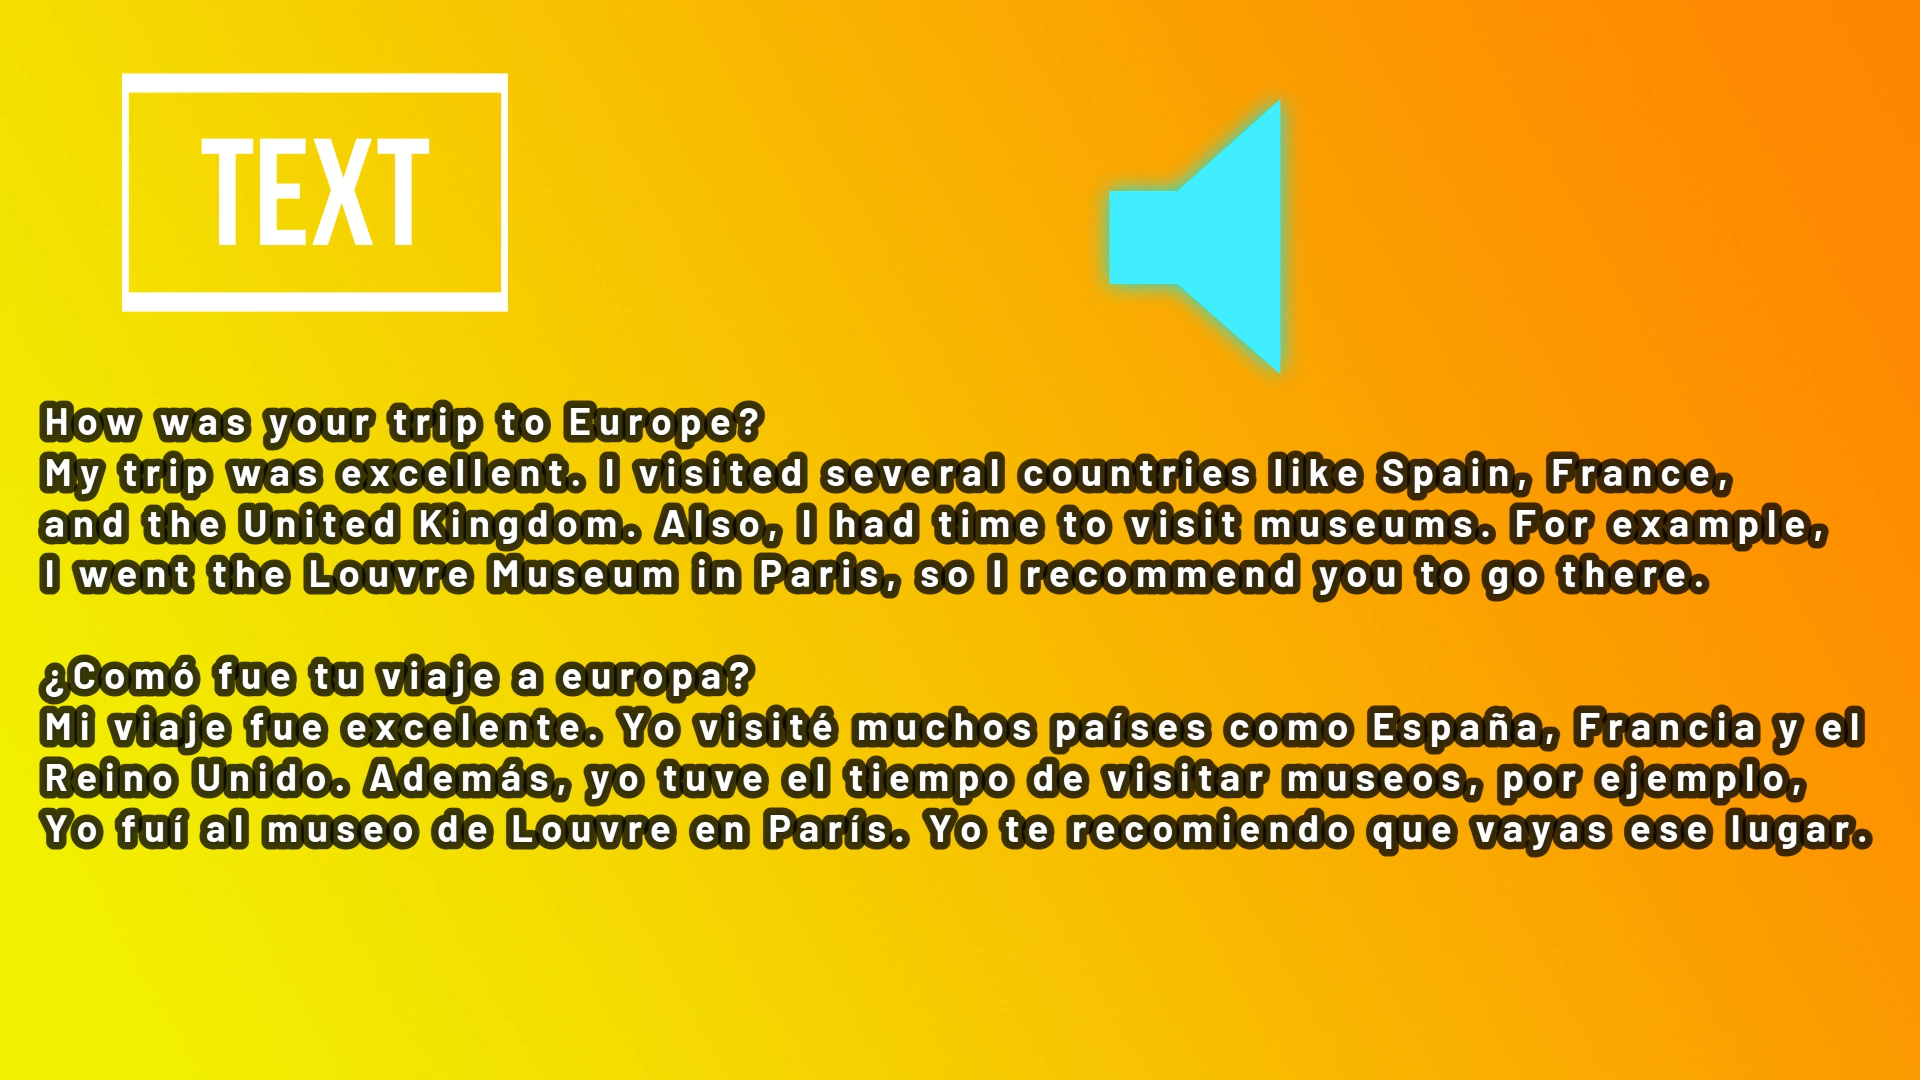 TEXT
How was your trip to Europe?
My trip was excellent. I visited several countries like Spain, France,
and the United Kingdom. Also, I had time to visit museums. For example,
I went the Louvre Museum in Paris, so I recommend you to go there.
¿Comó fue tu viaje a europa?
Mi viaje fue excelente. Yo visité muchos países como España, Francia y el
Reino Unido. Además, yo tuve el tiempo de visitar museos, por ejemplo,
Yo fuí al museo de Louvre en París. Yo te recomiendo que vayas ese lugar.